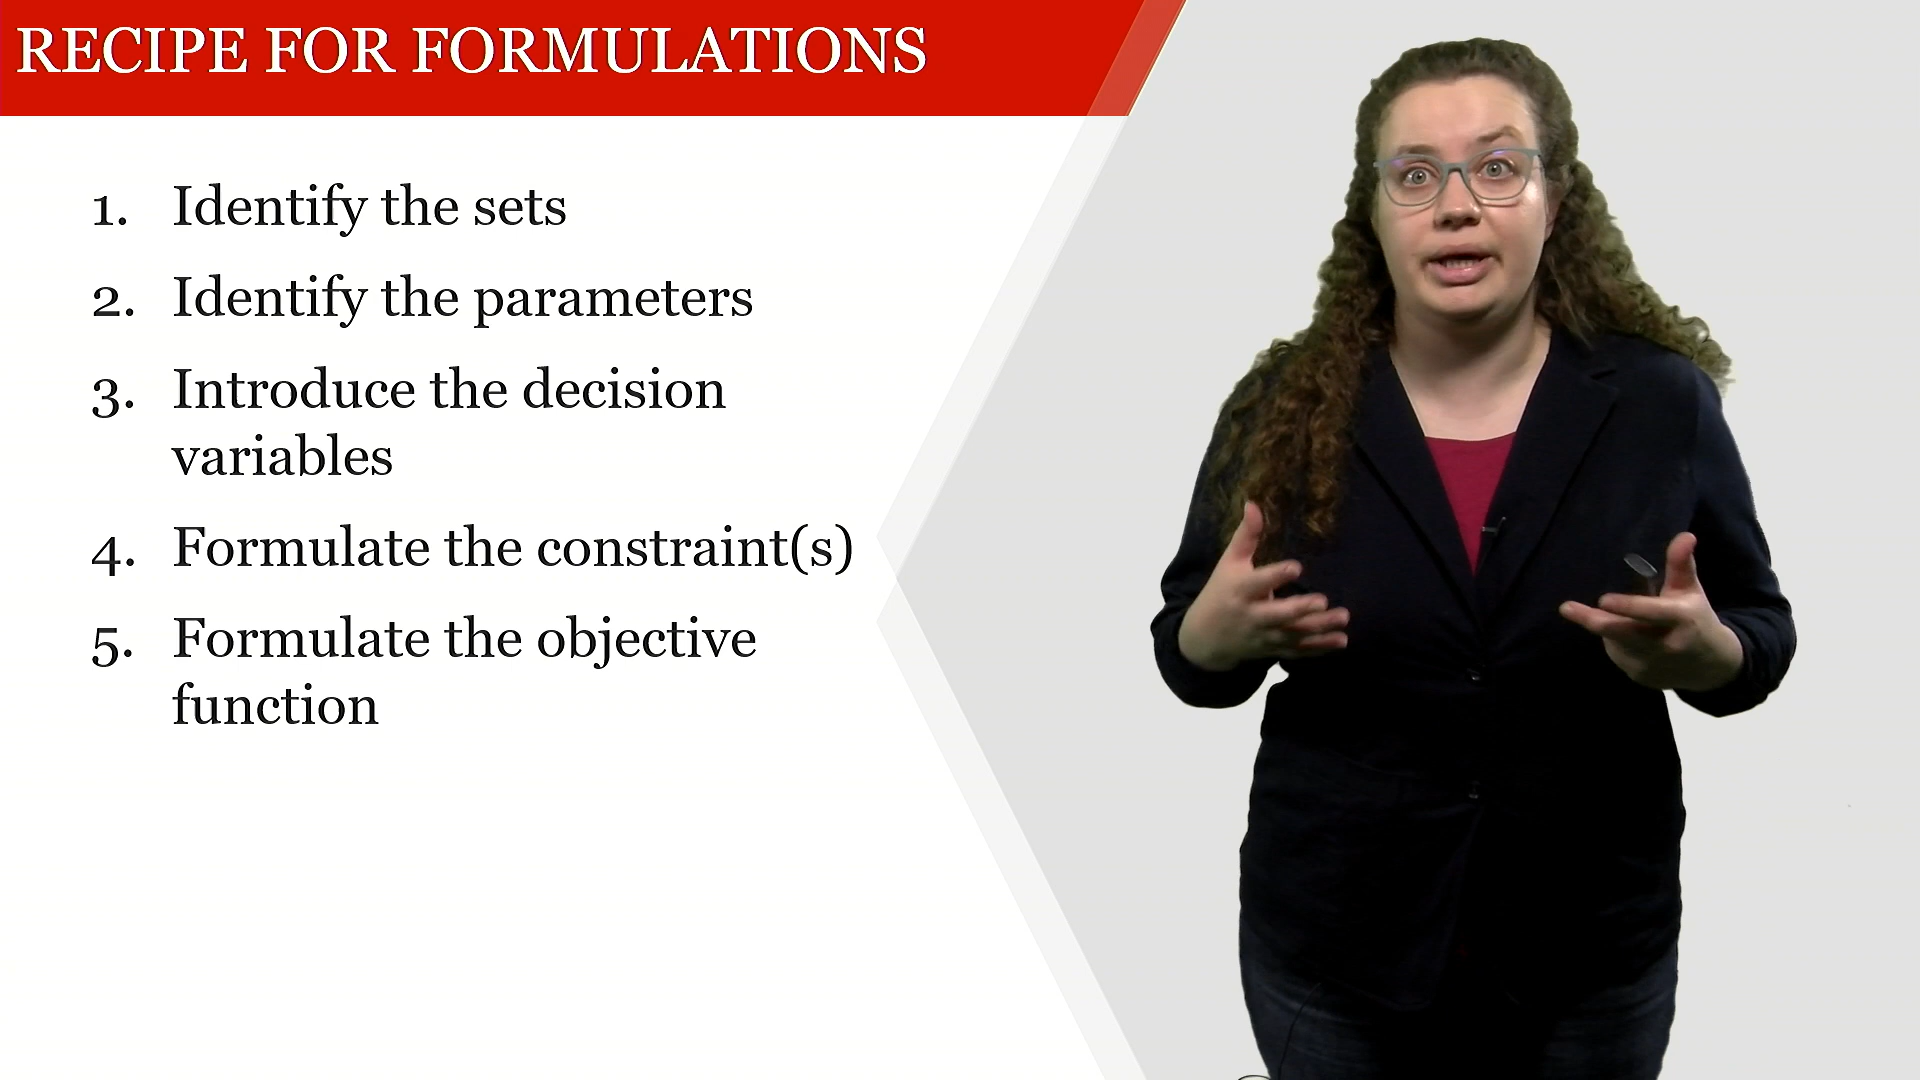 RECIPE FOR FORMULATIONS
1. Identify the sets
2. Identify the parameters
3. Introduce the decision
variables
4. Formulate the constraint(s)
5. Formulate the objective
function